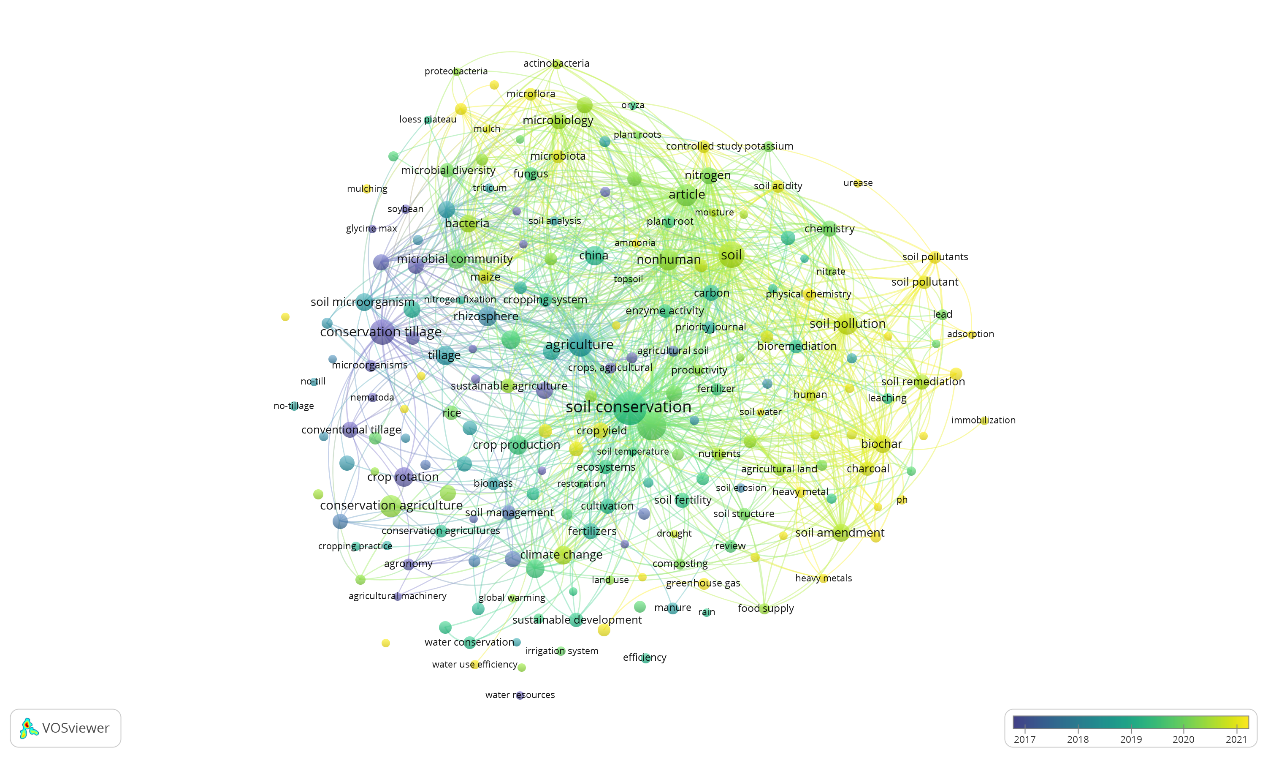 actinobacteria
proteobacteria
microflora
oryza
loess plateau
microbiology
mulch
plant roots
controlled study
potassium
microbiota
microbial diversity
fungus
nitrogen
urease
mulching
triticum
article
soil acidity
soybean
moisture
glycine max
bacteria
soil analysis
plant root
chemistry
ammonia
china
soil
microbial community
nonhuman
soil pollutants
maize
topsoil
nitrate
soil pollutant
soil microorganism
nitrogen fixation
cropping system
carbon
physical chemistry
rhizosphere
enzyme activity
lead
conservation tillage
priority journal
soil pollution
adsorption
agriculture
bioremediation
tillage
agricultural soil
microorganisms
crops, agricultural
productivity
no till
sustainable agriculture
fertilizer
soil remediation
nematoda
human
leaching
no-tillage
rice
soil conservation
soil water
immobilization
conventional tillage
crop yield
crop production
biochar
soil temperature
nutrients
ecosystems
agricultural land
charcoal
crop rotation
biomass
restoration
soil erosion
heavy metal
ph
conservation agriculture
soil management
cultivation
soil fertility
soil structure
conservation agricultures
fertilizers
drought
soil amendment
cropping practice
climate change
review
agronomy
composting
land use
greenhouse gas
heavy metals
agricultural machinery
global warming
manure
rain
food supply
sustainable development
water conservation
irrigation system
efficiency
water use efficiency
water resources
VOSviewer
2017 2018 2019 2020 2021